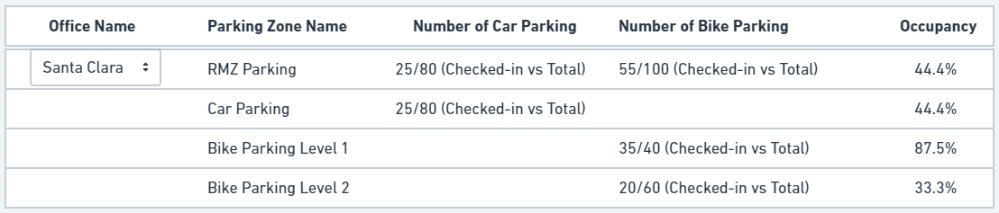 Office Name Parking Zone Name Number of Car Parking Number of Bike Parking Occupancy
Santa Clara RMZ Parking 25/80 (Checked-in vs Total) 55/100 (Checked-in vs Total) 44.4%
Car Parking 25/80 (Checked-in vs Total) 44.4%
Bike Parking Level 1 35/40 (Checked-in vs Total) 87.5%
Bike Parking Level 2 20/60 (Checked-in vs Total) 33.3%